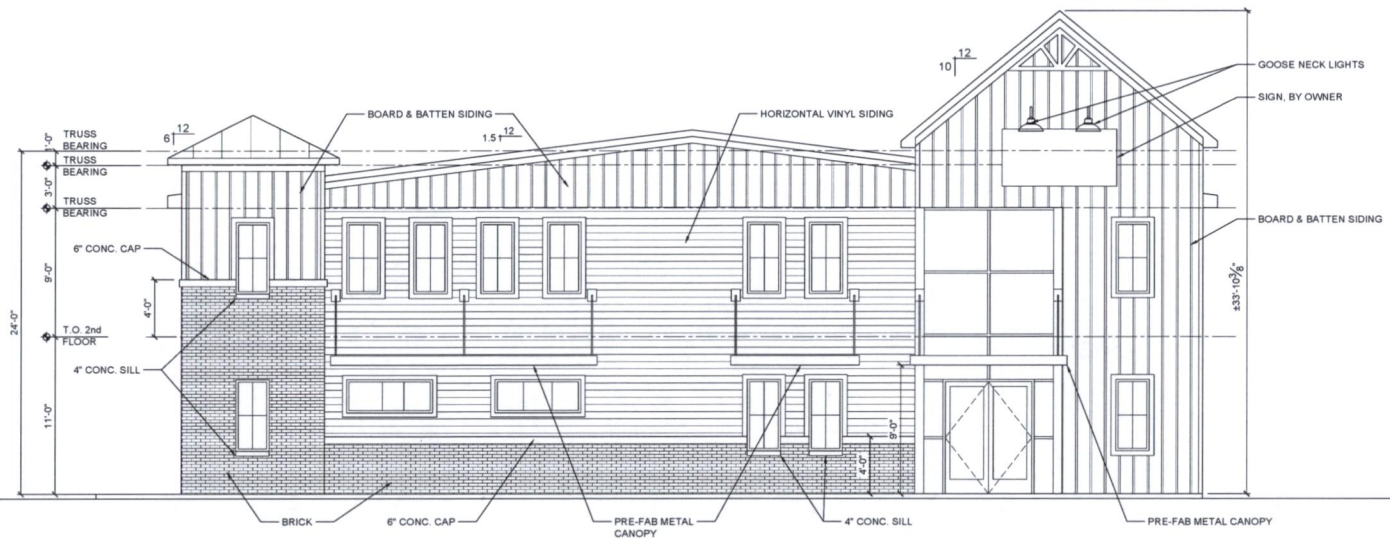 12
10
GOOSE NECK LIGHTS
SIGN, BY OWNER
BOARD & BATTEN SIDING
HORIZONTAL VINYL SIDING
12
6
12
1.5
1'-0"
TRUSS
BEARING
TRUSS
BEARING
3'-0"
TRUSS
BEARING
6" CONC. CAP
9'-0"
4'-0"
24'-0"
T.O. 2nd
FLOOR
4" CONC. SILL
11'-0"
BOARD & BATTEN SIDING
±33'-10⅜"
9'-0"
4'-0"
BRICK
6" CONC. CAP
PRE-FAB METAL
CANOPY
4" CONC. SILL
PRE-FAB METAL CANOPY